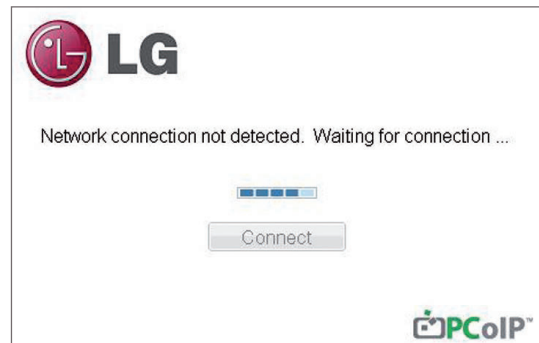 LG
Network connection not detected. Waiting for connection ...
Connect
PCoIP™